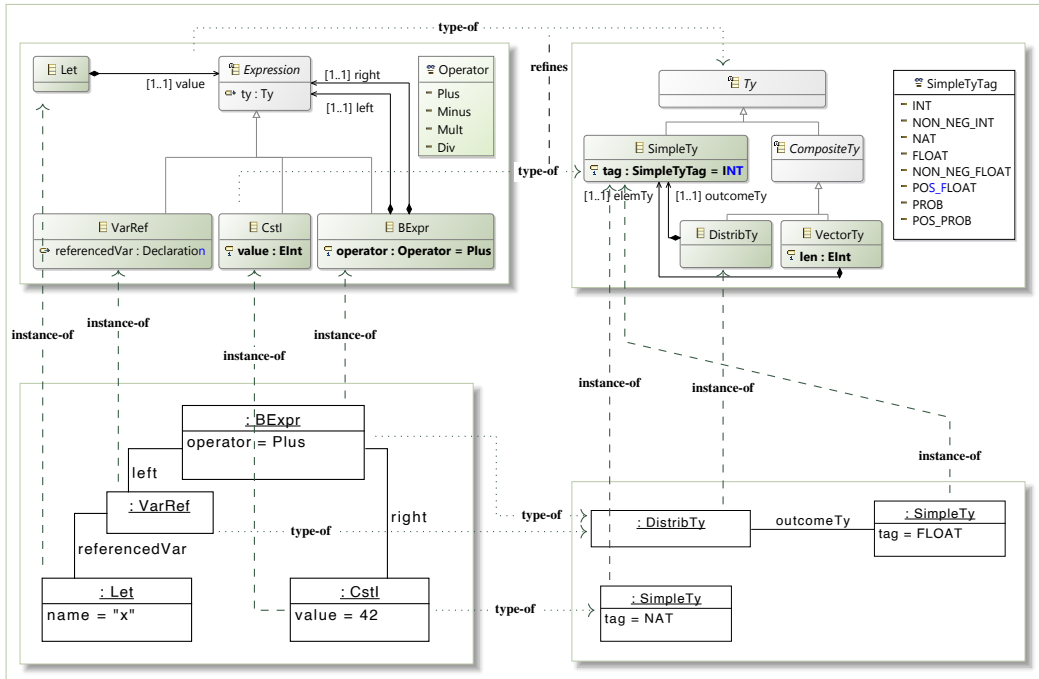 type-of
Let
[1..1] value
Expression
ty : Ty
[1..1] right
[1..1] left
Operator
Plus
Minus
Mult
Div
refines
type-of
VarRef
referencedVar : Declaration
CstI
value : EInt
BExpr
operator : Operator = Plus
Ty
SimpleTy
tag : SimpleTyTag = INT
CompositeTy
[1..1] elemTy
[1..1] outcomeTy
DistribTy
VectorTy
len : EInt
SimpleTyTag
INT
NON_NEG_INT
NAT
FLOAT
NON_NEG_FLOAT
POS_FLOAT
PROB
POS_PROB
instance-of
instance-of
instance-of
instance-of
instance-of
instance-of
instance-of
: BExpr
operator = Plus
left
right
: VarRef
referencedVar
: Let
name = "x"
: CstI
value = 42
type-of
type-of
type-of
: DistribTy
outcomeTy
: SimpleTy
tag = FLOAT
: SimpleTy
tag = NAT